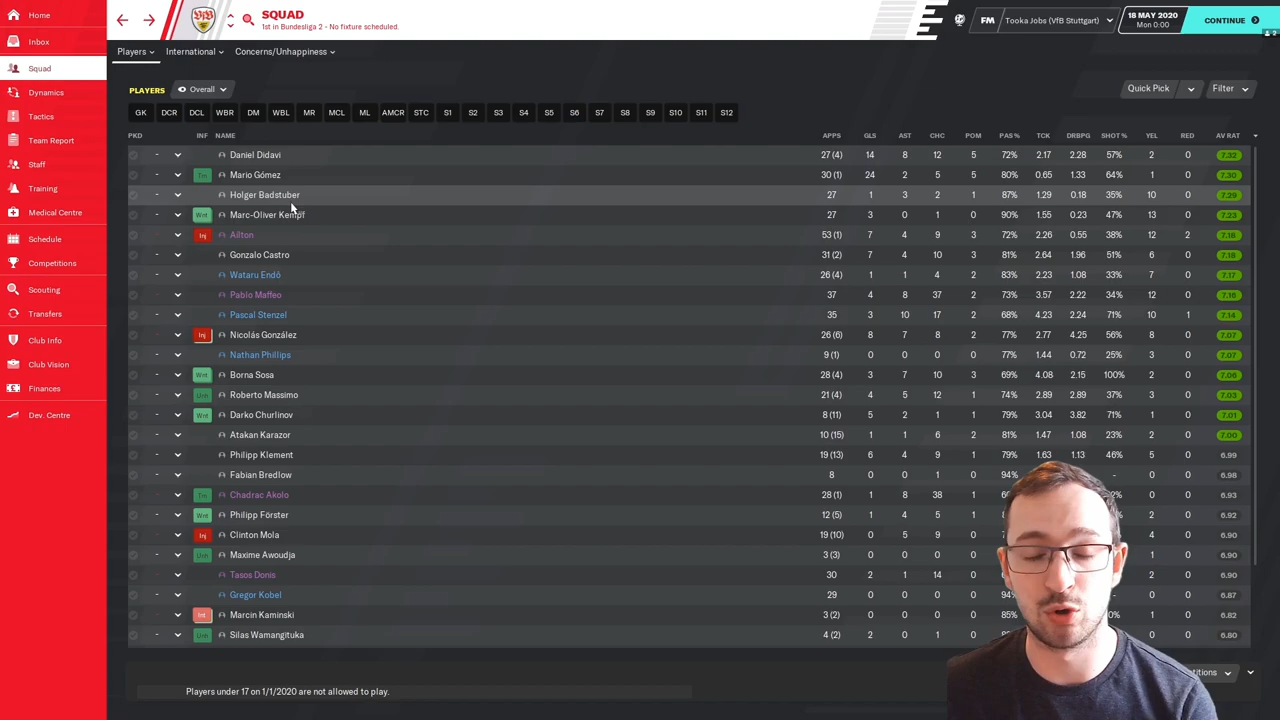 Home
Inbox
Squad
Dynamics
Tactics
Team Report
Staff
Training
Medical Centre
Schedule
Competitions
Scouting
Transfers
Club Info
Club Vision
Finances
Dev. Centre
SQUAD
1st in Bundesliga 2 - No fixture scheduled.
FM Tooka Jobs (VfB Stuttgart)
18 MAY 2020
Mon 0:00
CONTINUE
2
Players International Concerns/Unhappiness
PLAYERS Overall Quick Pick Filter
GK DCR DCL WBR DM WBL MR MCL ML AMCR STC S1 S2 S3 S4 S5 S6 S7 S8 S9 S10 S11 S12
PKD INF NAME APPS GLS AST CHC POM PAS % TCK DRBPG SHOT % YEL RED AV RAT
- Daniel Didavi 27 (4) 14 8 12 5 72% 2.17 2.28 57% 2 0 7.32
- Trn Mario Gómez 30 (1) 24 2 5 5 80% 0.65 1.33 64% 1 0 7.30
- Holger Badstuber 27 1 3 2 1 87% 1.29 0.18 35% 10 0 7.29
- Wnt Marc-Oliver Kempf 27 3 0 1 0 90% 1.55 0.23 47% 13 0 7.23
- Inj Aílton 53 (1) 7 4 9 3 72% 2.26 0.55 38% 12 2 7.18
- Gonzalo Castro 31 (2) 7 4 10 3 81% 2.64 1.96 51% 6 0 7.18
- Wataru Endō 26 (4) 1 1 4 2 83% 2.23 1.08 33% 7 0 7.17
- Pablo Maffeo 37 4 8 37 2 73% 3.57 2.22 34% 12 0 7.16
- Pascal Stenzel 35 3 10 17 2 68% 4.23 2.24 71% 10 1 7.14
- Inj Nicolás González 26 (6) 8 7 8 2 77% 2.77 4.25 56% 8 0 7.07
- Nathan Phillips 9 (1) 0 0 0 0 77% 1.44 0.72 25% 3 0 7.07
- Wnt Borna Sosa 28 (4) 3 7 10 3 69% 4.08 2.15 100% 2 0 7.06
- Unh Roberto Massimo 21 (4) 4 5 12 1 74% 2.89 2.89 37% 3 0 7.03
- Wnt Darko Churlinov 8 (11) 5 2 1 1 79% 3.04 3.82 71% 1 0 7.01
- Atakan Karazor 10 (15) 1 1 6 2 81% 1.47 1.08 23% 2 0 7.00
- Philipp Klement 19 (13) 6 4 9 1 79% 1.63 1.13 46% 5 0 6.99
- Fabian Bredlow 8 0 0 1 0 94% - 0 0 6.98
- Trn Chadrac Akolo 28 (1) 1 8 38 1 0 0 6.93
- Wnt Philipp Förster 12 (5) 1 4 5 1 2 0 6.92
- Inj Clinton Mola 19 (10) 0 5 9 0 4 0 6.90
- Unh Maxime Awoudja 3 (3) 0 0 0 0 1 0 6.90
- Tasos Donis 30 2 1 14 0 2 0 6.90
- Gregor Kobel 29 0 0 0 0 94% - 0 0 6.87
- Int Marcin Kaminski 3 (2) 0 0 0 0 85% 1 0 6.82
- Unh Silas Wamangituka 4 (2) 2 0 1 0 0 0 6.80
Players under 17 on 1/1/2020 are not allowed to play.